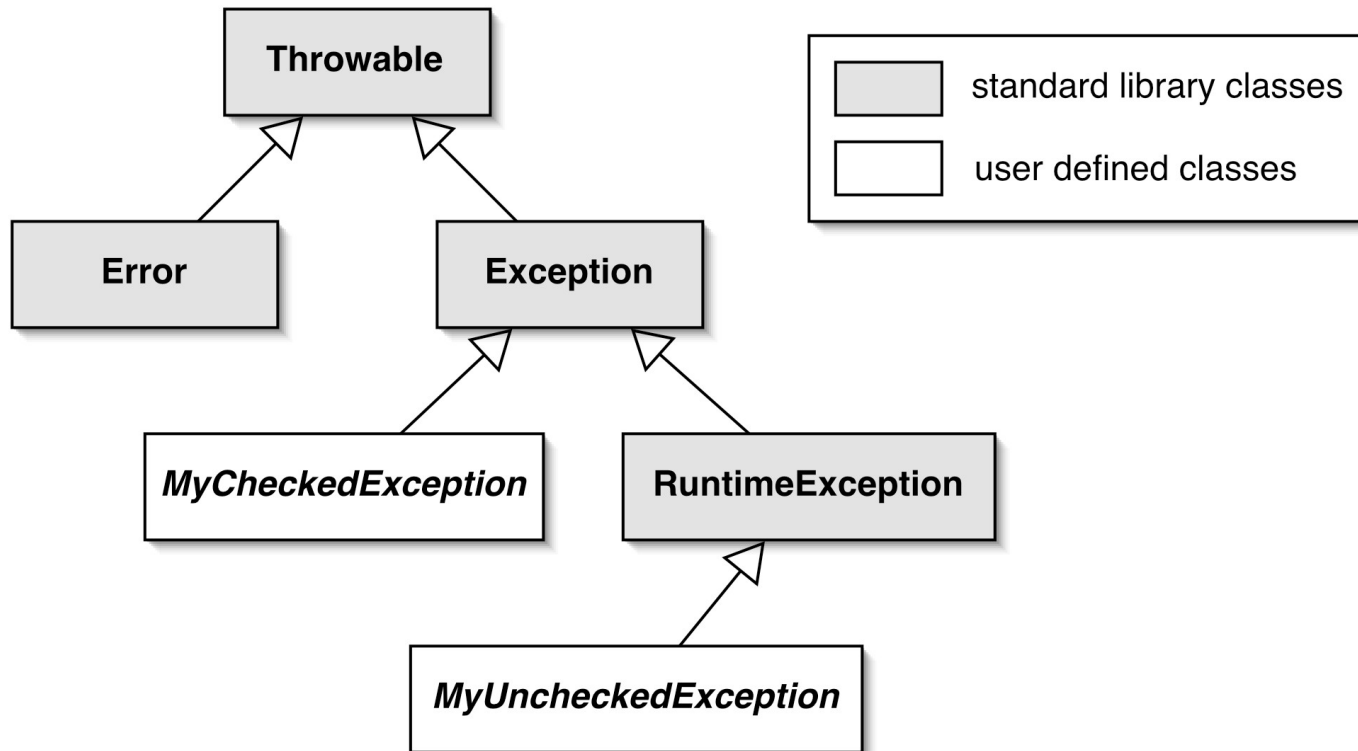 Throwable
standard library classes
user defined classes
Error
Exception
MyCheckedException
RuntimeException
MyUncheckedException